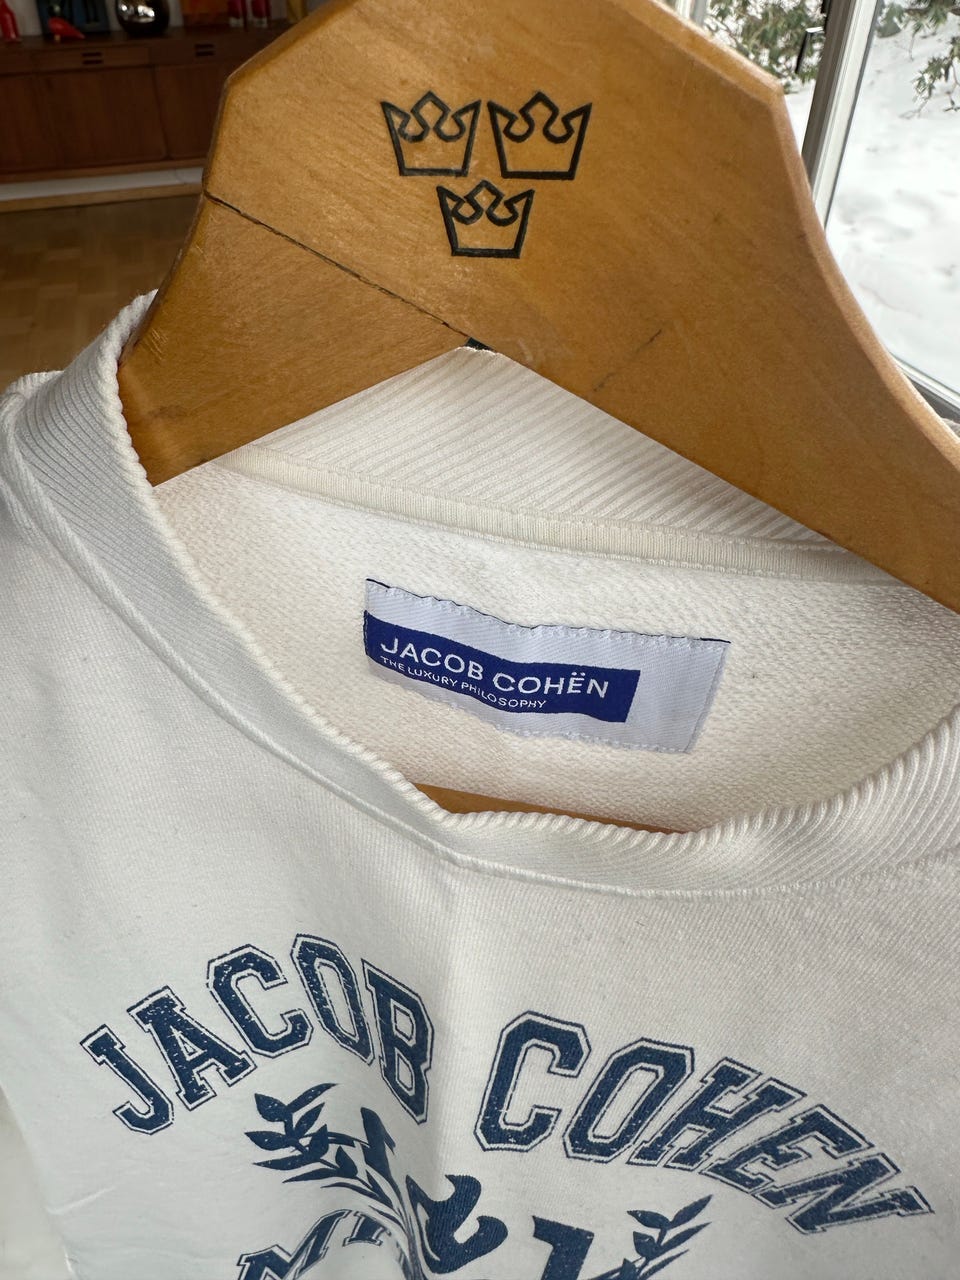 JACOB COHËN
THE LUXURY PHILOSOPHY
JACOB COHEN